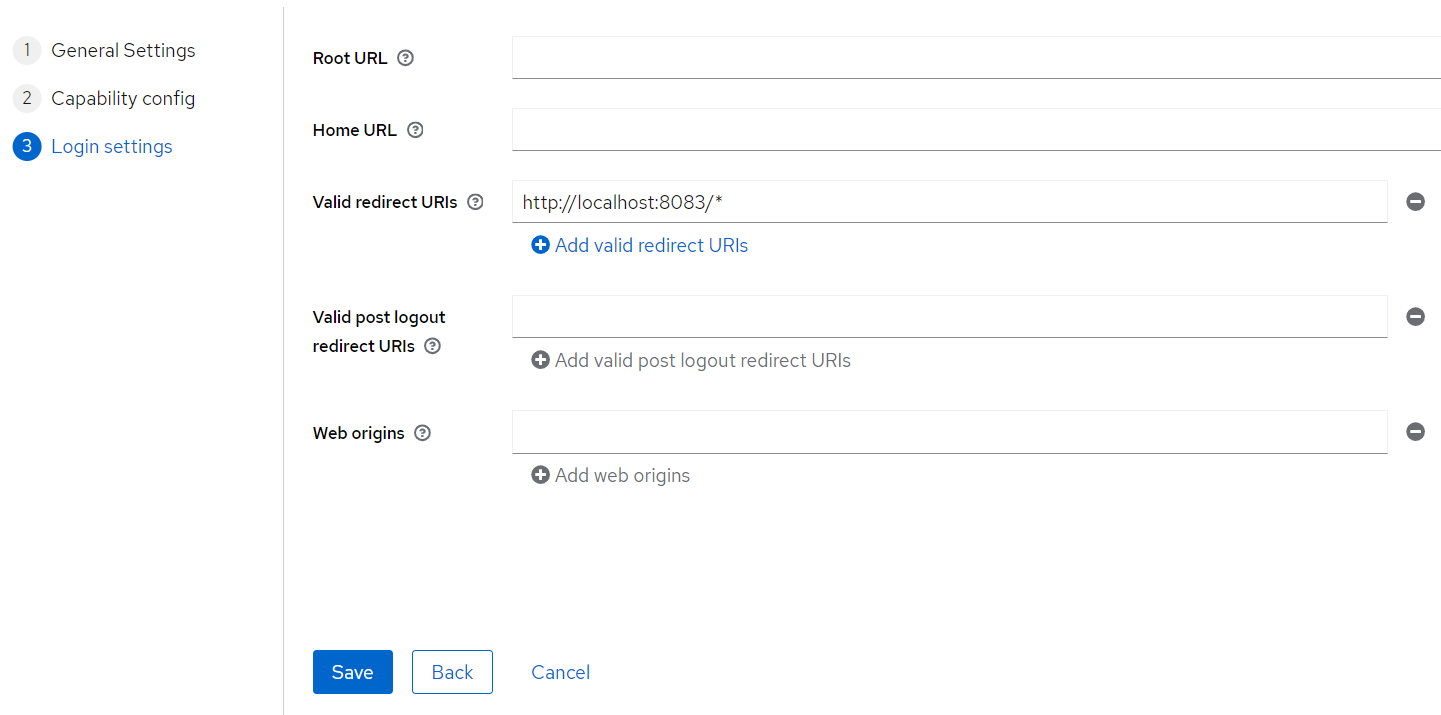 1 General Settings
2 Capability config
3 Login settings
Root URL ?
Home URL ?
Valid redirect URIs ?
http://localhost:8083/*
Add valid redirect URIs
Valid post logout
redirect URIs ?
Add valid post logout redirect URIs
Web origins ?
Add web origins
Save Back Cancel